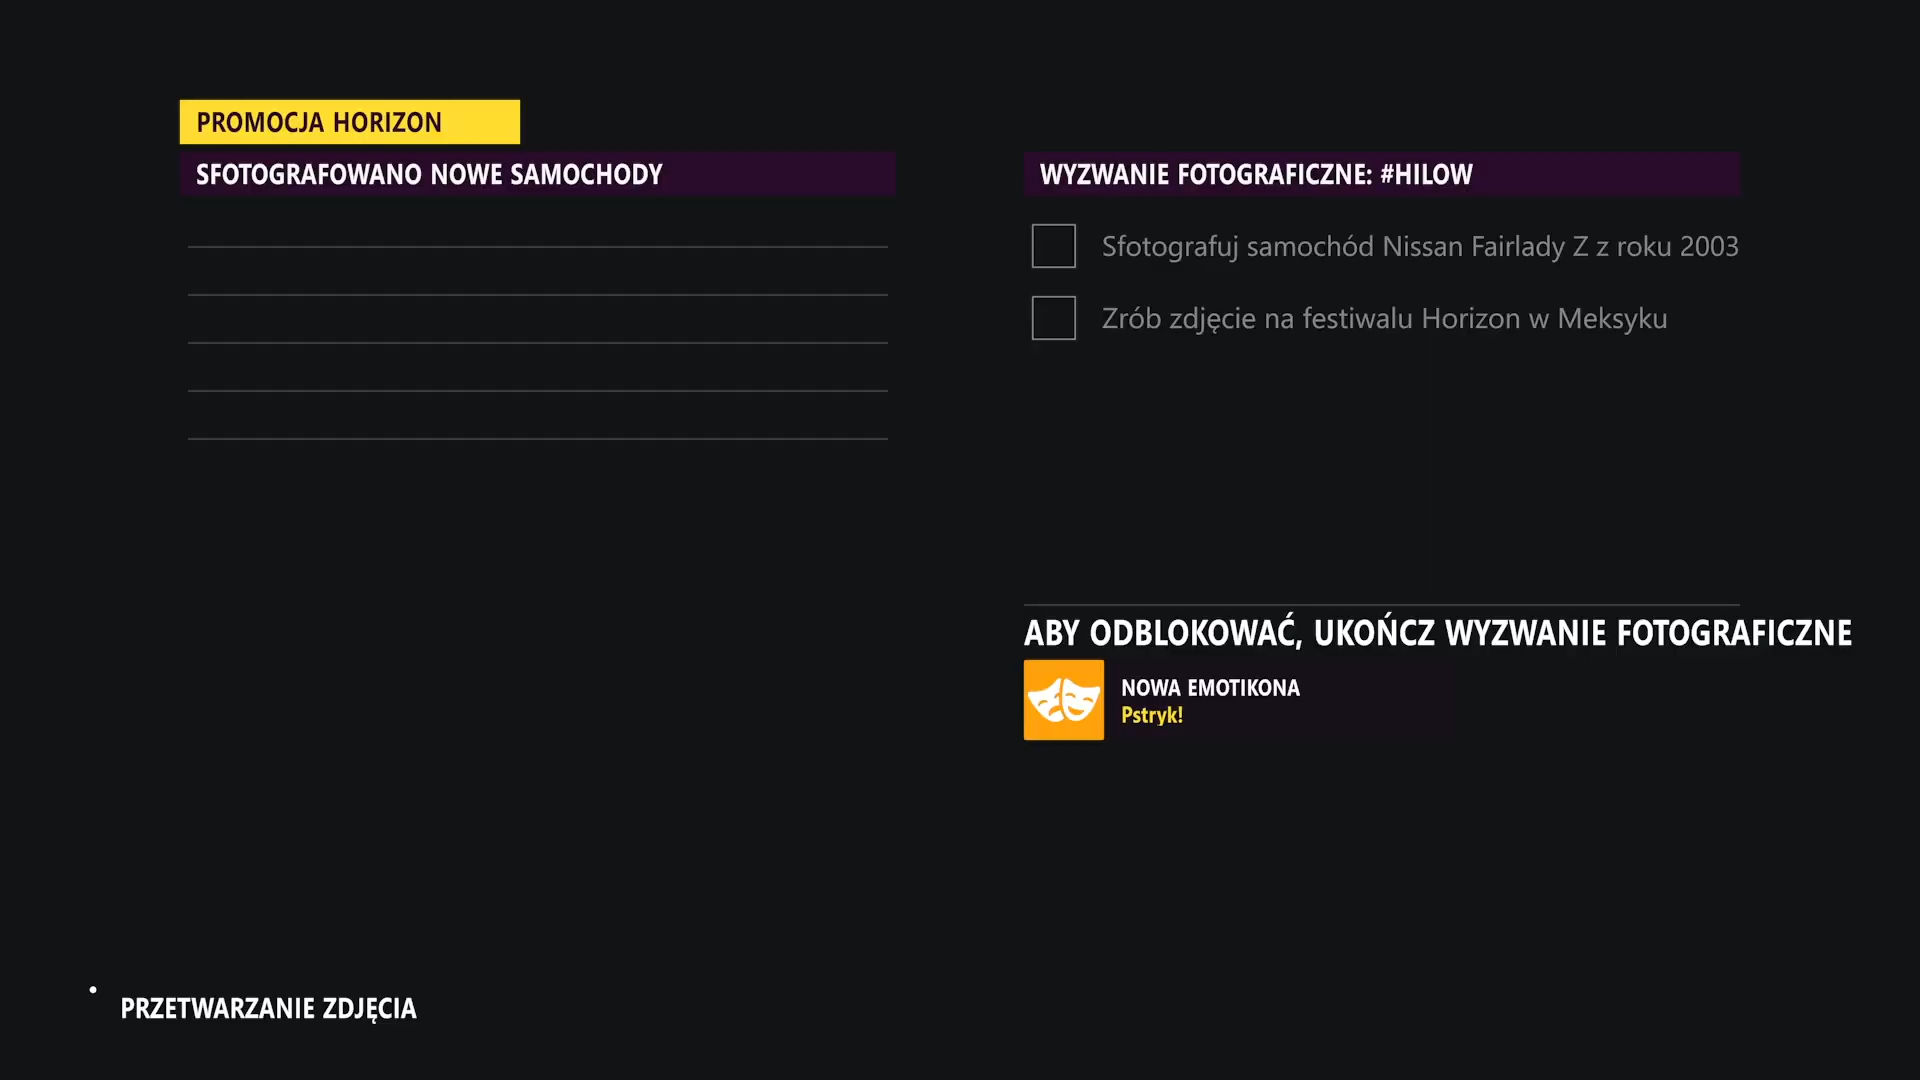 PROMOCJA HORIZON
SFOTOGRAFOWANO NOWE SAMOCHODY
WYZWANIE FOTOGRAFICZNE: #HILOW
Sfotografuj samochód Nissan Fairlady Z z roku 2003
Zrób zdjęcie na festiwalu Horizon w Meksyku
ABY ODBLOKOWAĆ, UKOŃCZ WYZWANIE FOTOGRAFICZNE
NOWA EMOTIKONA
Pstryk!
PRZETWARZANIE ZDJĘCIA